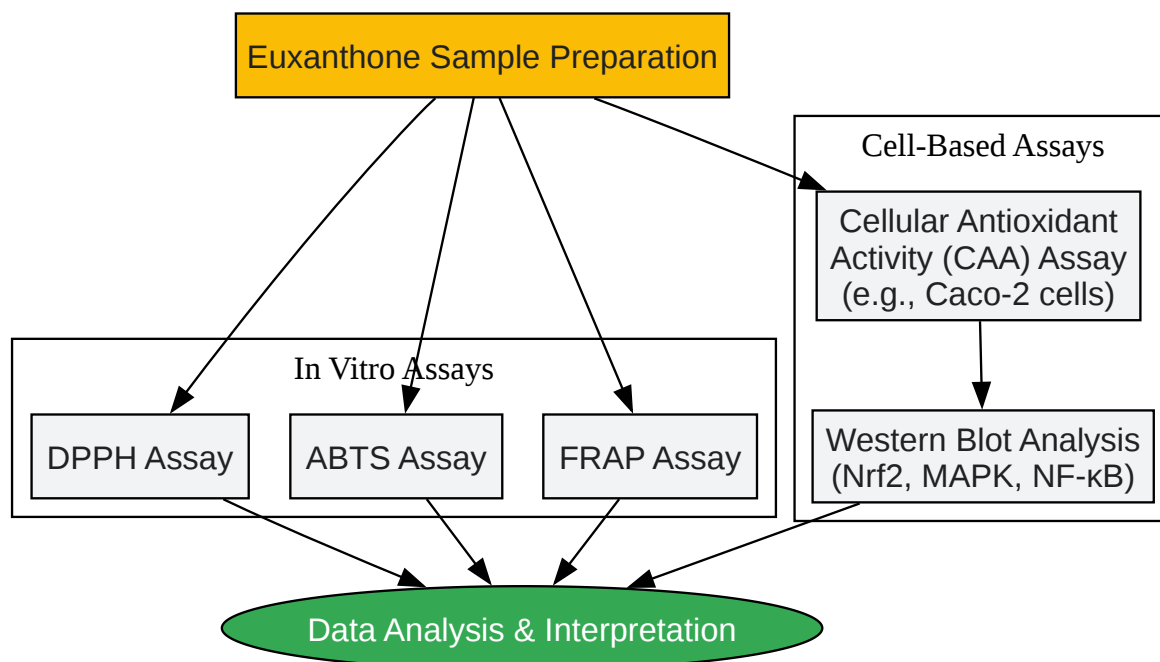 Euxanthone Sample Preparation
Cell-Based Assays
Cellular Antioxidant
Activity (CAA) Assay
(e.g., Caco-2 cells)
In Vitro Assays
DPPH Assay
ABTS Assay
FRAP Assay
Western Blot Analysis
(Nrf2, MAPK, NF-κB)
Data Analysis & Interpretation